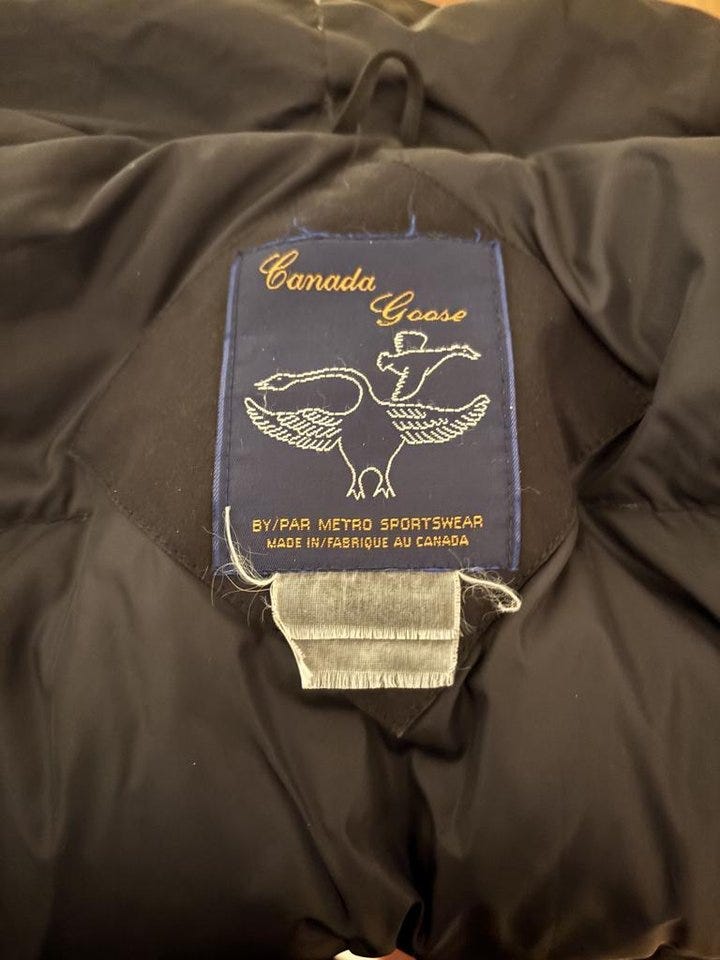 Canada
Goose
BY/PAR METRO SPORTSWEAR
MADE IN/FABRIQUE AU CANADA